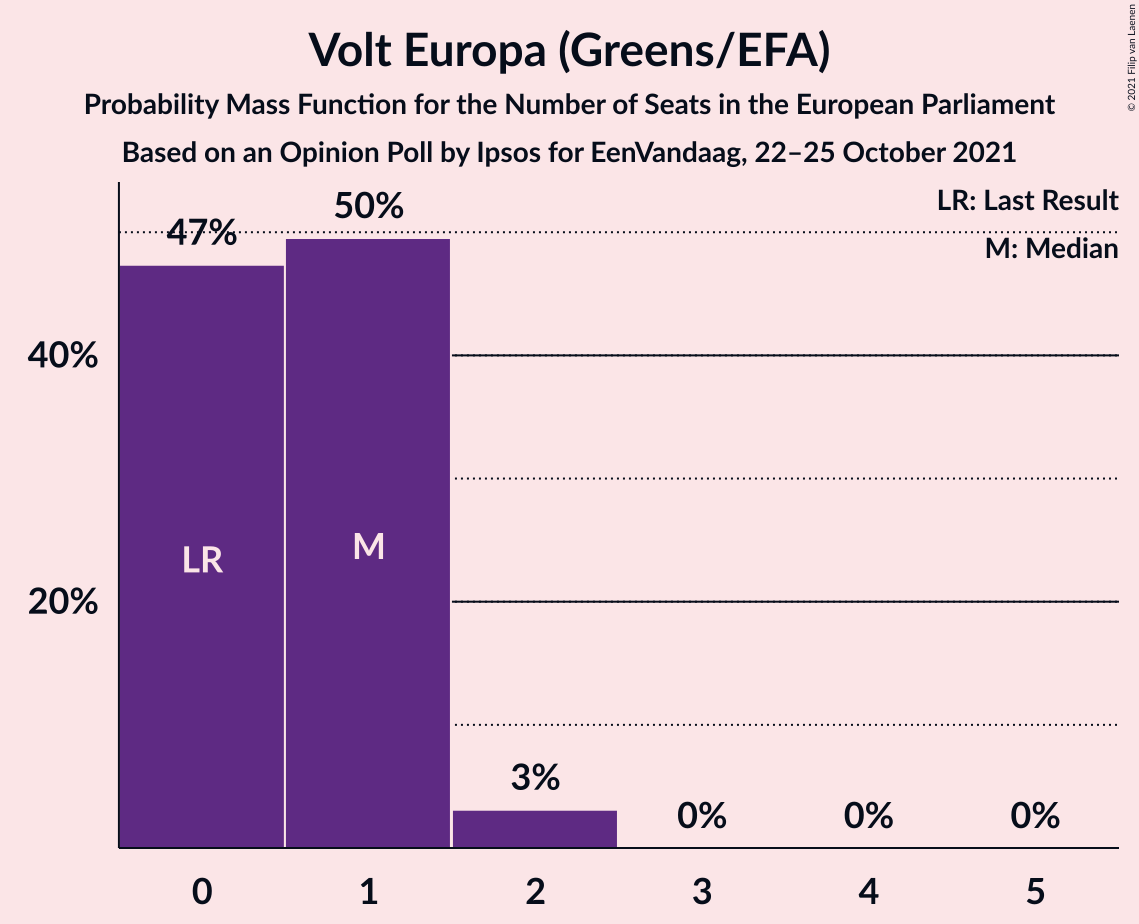 Volt Europa (Greens/EFA)
Probability Mass Function for the Number of Seats in the European Parliament
Based on an Opinion Poll by Ipsos for EenVandaag, 22–25 October 2021
© 2021 Filip van Laenen
LR: Last Result
M: Median
47%
50%
3%
0%
0%
0%
40%
20%
LR
M
0
1
2
3
4
5